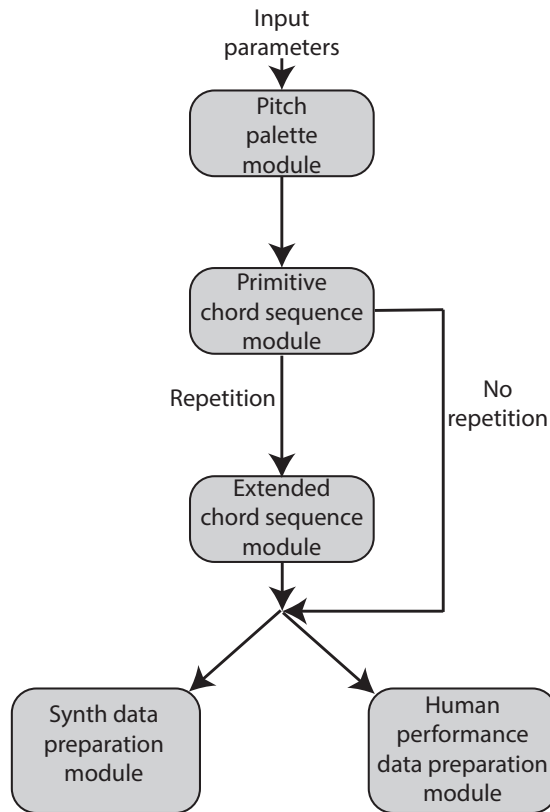 Input
parameters
Pitch
palette
module
Primitive
chord sequence
module
Repetition
No
repetition
Extended
chord sequence
module
Synth data
preparation
module
Human
performance
data preparation
module